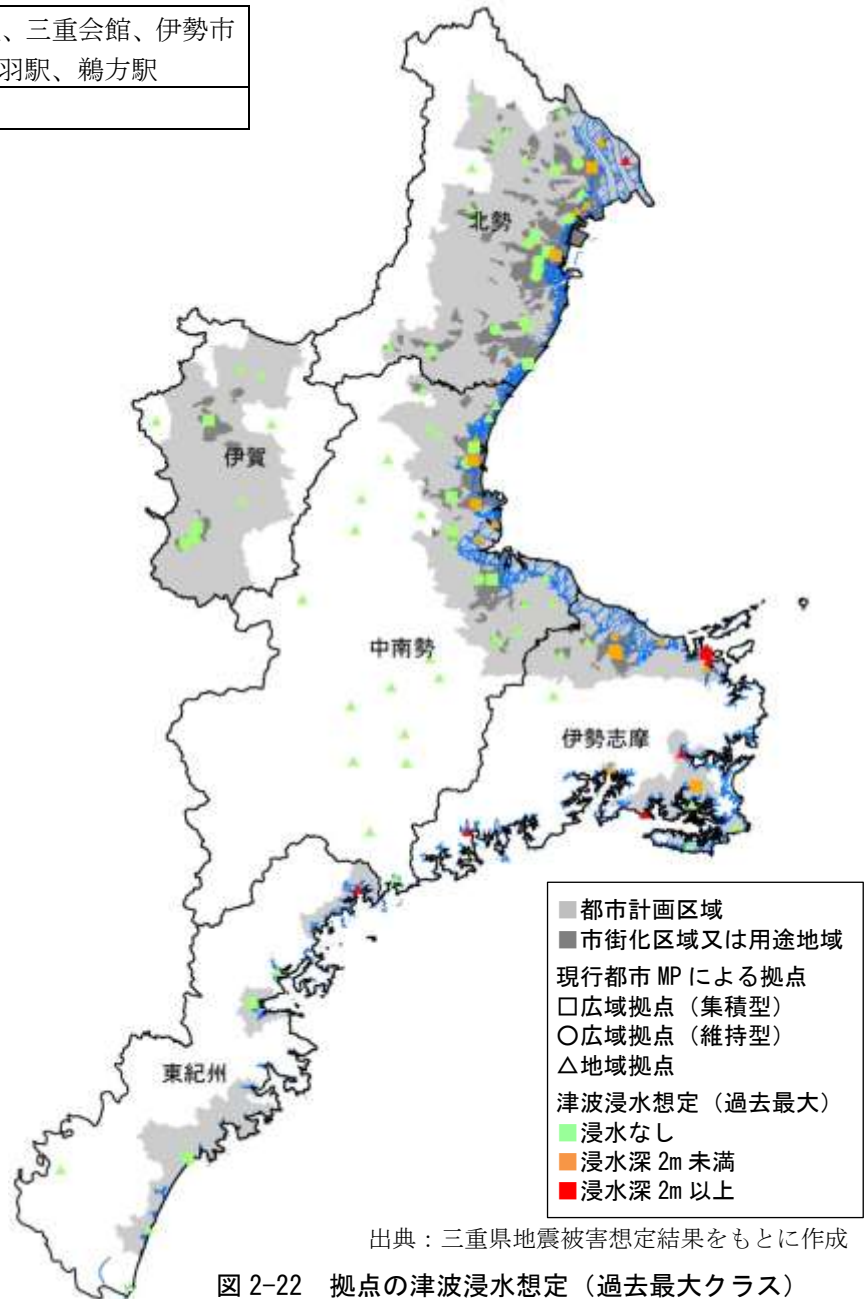 、三重会館、伊勢市
羽駅、鵜方駅
北勢
伊賀
中南勢
伊勢志摩
東紀州
■都市計画区域
■市街化区域又は用途地域
現行都市 MP による拠点
□広域拠点（集積型）
○広域拠点（維持型）
△地域拠点
津波浸水想定（過去最大）
■浸水なし
■浸水深 2m 未満
■浸水深 2m 以上
出典：三重県地震被害想定結果をもとに作成
図 2-22 拠点の津波浸水想定（過去最大クラス）